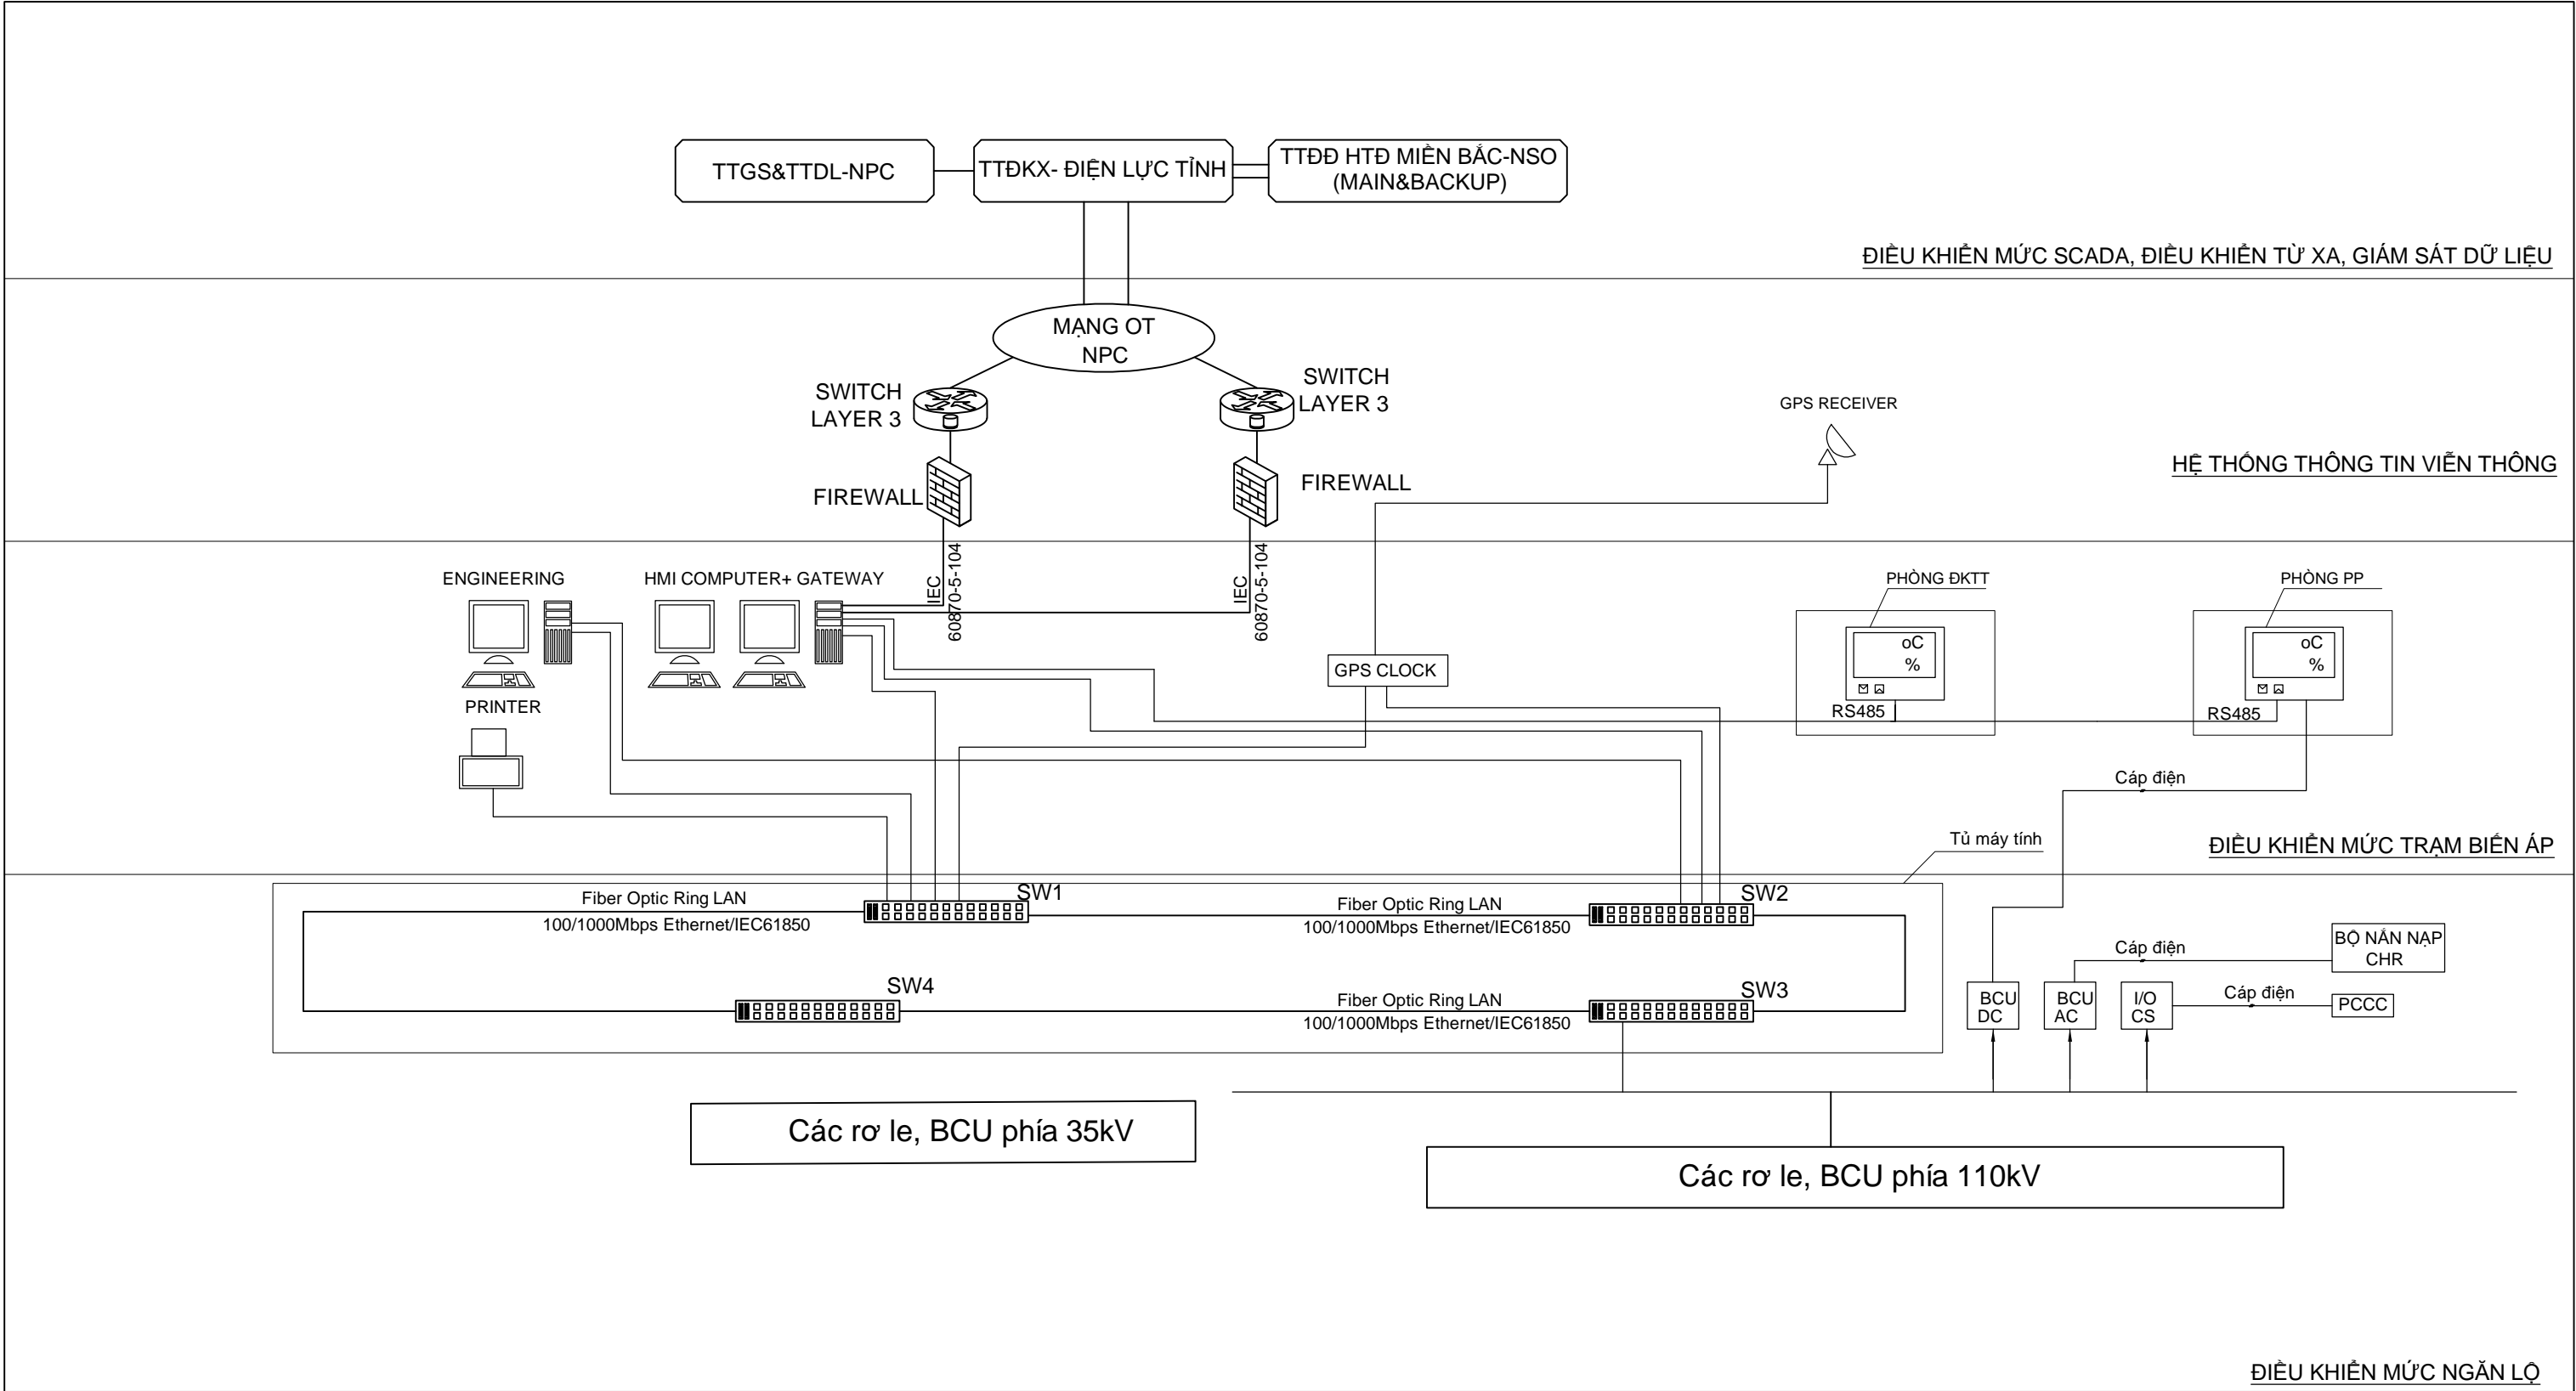 TTGS&TTDL-NPC
TTĐKX- ĐIỆN LỰC TỈNH
TTĐĐ HTĐ MIỀN BẮC-NSO
(MAIN&BACKUP)
ĐIỀU KHIỂN MỨC SCADA, ĐIỀU KHIỂN TỪ XA, GIÁM SÁT DỮ LIỆU
MẠNG OT
NPC
SWITCH
LAYER 3
SWITCH
LAYER 3
GPS RECEIVER
HỆ THỐNG THÔNG TIN VIỄN THÔNG
FIREWALL
FIREWALL
IEC
60870-5-104
IEC
60870-5-104
ENGINEERING
HMI COMPUTER+ GATEWAY
PHÒNG ĐKTT
PHÒNG PP
oC
%
oC
%
GPS CLOCK
PRINTER
RS485
RS485
Cáp điện
Tủ máy tính
ĐIỀU KHIỂN MỨC TRẠM BIẾN ÁP
Fiber Optic Ring LAN
100/1000Mbps Ethernet/IEC61850
SW1
Fiber Optic Ring LAN
100/1000Mbps Ethernet/IEC61850
SW2
Cáp điện
BỘ NẮN NẠP
CHR
SW4
Fiber Optic Ring LAN
100/1000Mbps Ethernet/IEC61850
SW3
BCU
DC
BCU
AC
I/O
CS
Cáp điện
PCCC
Các rơ le, BCU phía 35kV
Các rơ le, BCU phía 110kV
ĐIỀU KHIỂN MỨC NGĂN LỘ